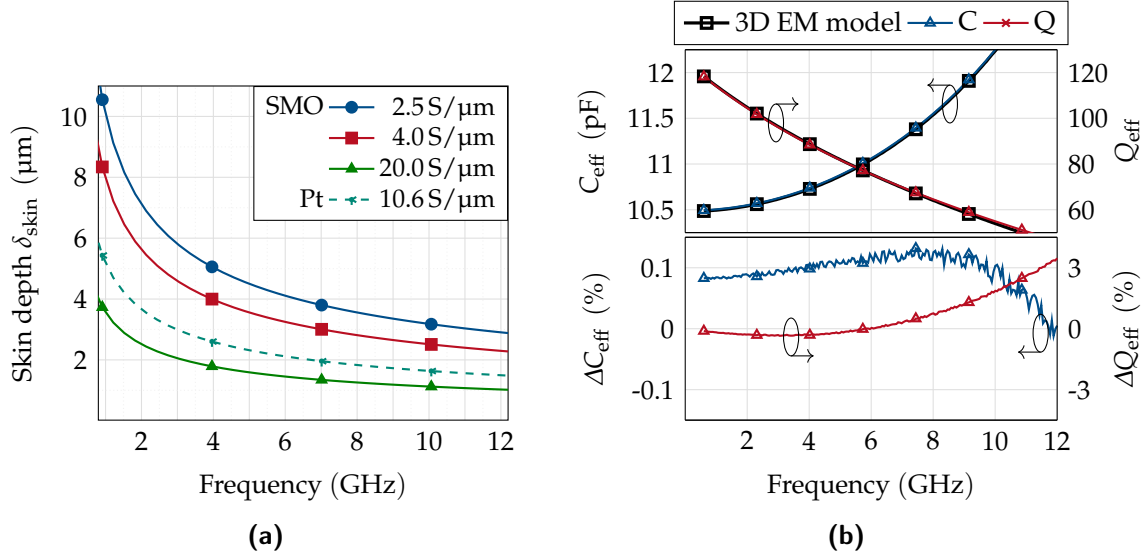 3D EM model C Q
SMO 2.5 S/μm
4.0 S/μm
20.0 S/μm
Pt 10.6 S/μm
10
8
6
4
2
Skin depth δskin (μm)
2 4 6 8 10 12
Frequency (GHz)
(a)
12
11.5
11
10.5
Ceff (pF)
120
100
80
60
Qeff
0.1
0
-0.1
ΔCeff (%)
3
0
-3
ΔQeff (%)
2 4 6 8 10 12
Frequency (GHz)
(b)